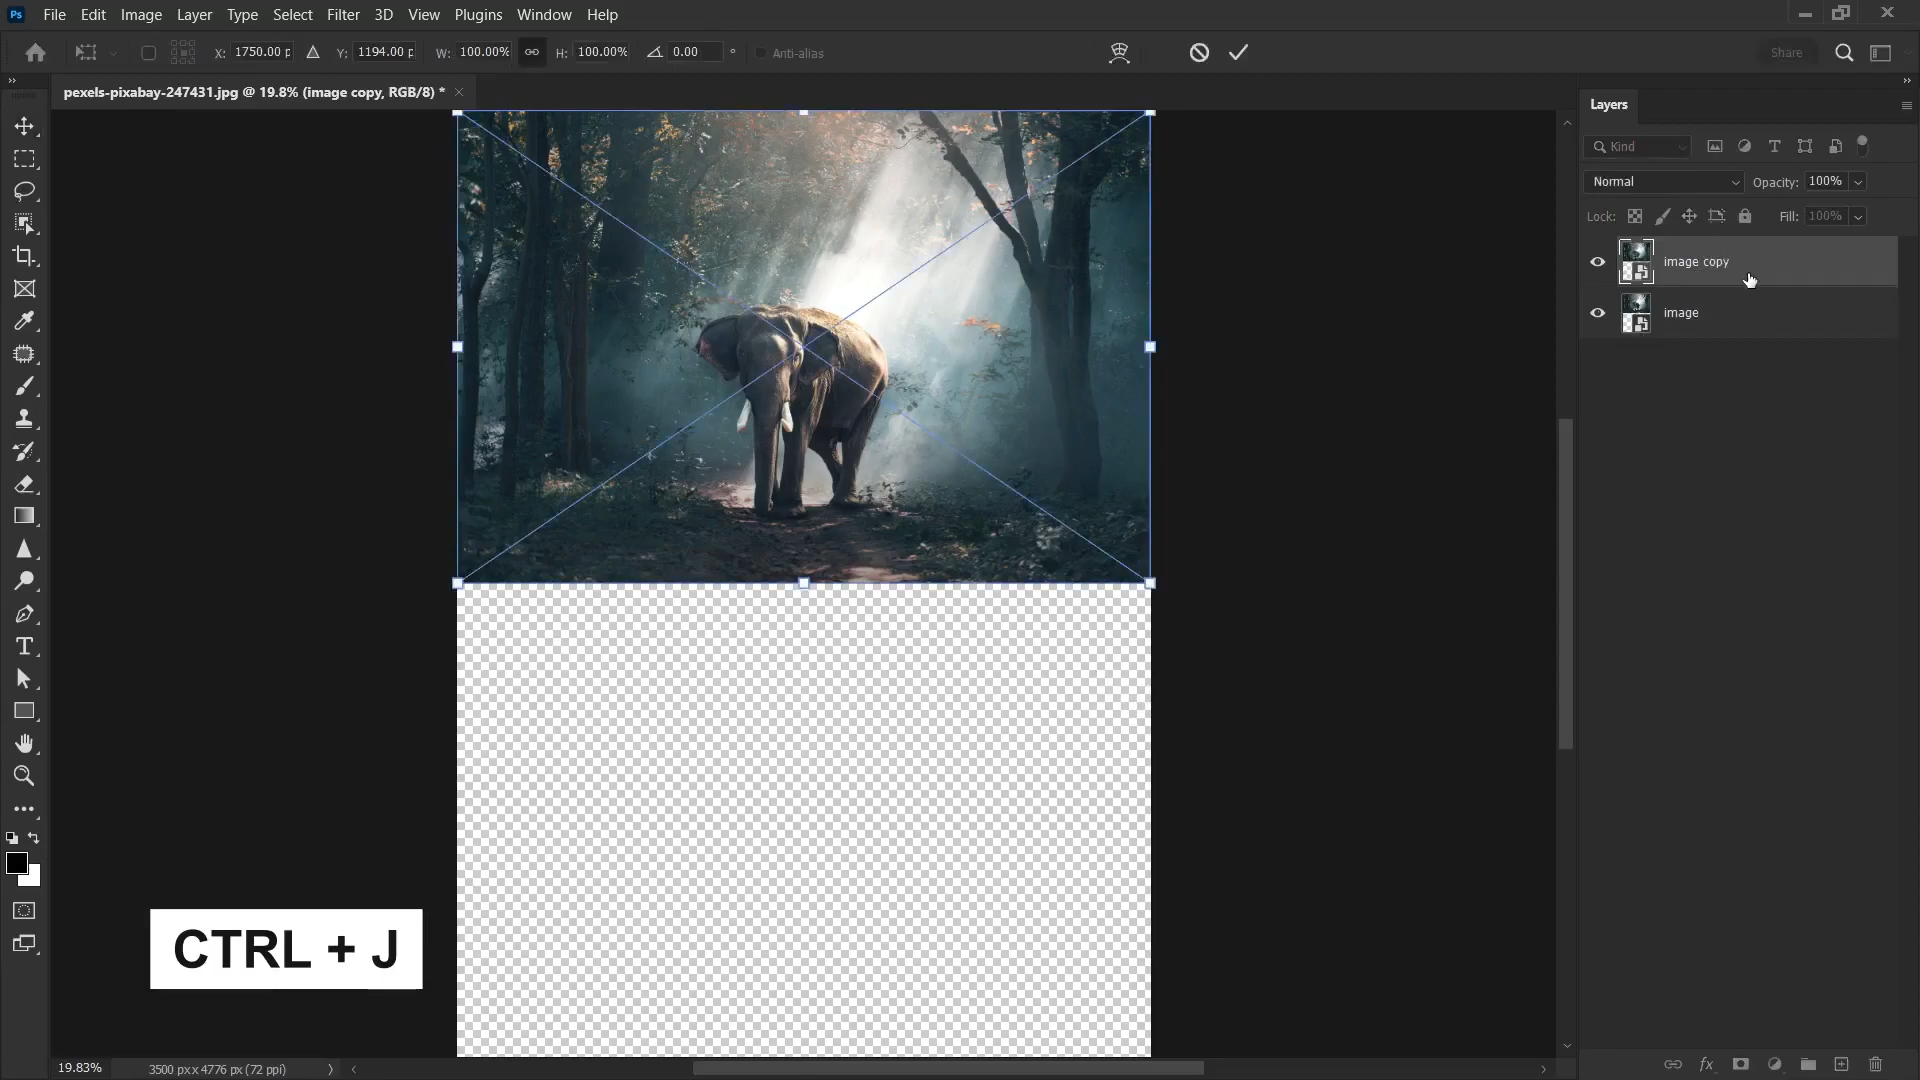 Ps File Edit Image Layer Type Select Filter 3D View Plugins Window Help
X: 1750.00 p Y: 1194.00 p W: 100.00% H: 100.00% 0.00 ° Anti-alias Share
pexels-pixabay-247431.jpg @ 19.8% (image copy, RGB/8) *
Layers
Kind
Normal Opacity: 100%
Lock: Fill: 100%
image copy
image
CTRL + J
19.83% 3500 px x 4776 px (72 ppi)